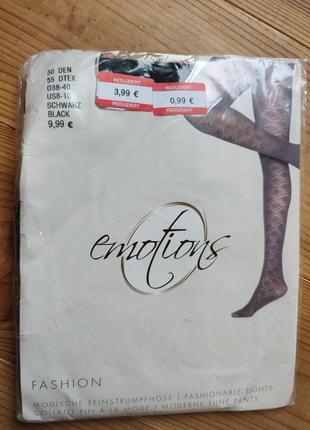 50 DEN
55 DTEX
D38-40
US8-10
SCHWARZ
BLACK
9,99 €
REDUZIERT
3,99 €
REDUZIERT
REDUZIERT
0,99 €
REDUZIERT
emotions
FASHION
MODISCHE FEINSTRUMPFHOSE | FASHIONABLE TIGHTS
COLLANT FIN À LA MODE | MODERNE FIJNE PANTY